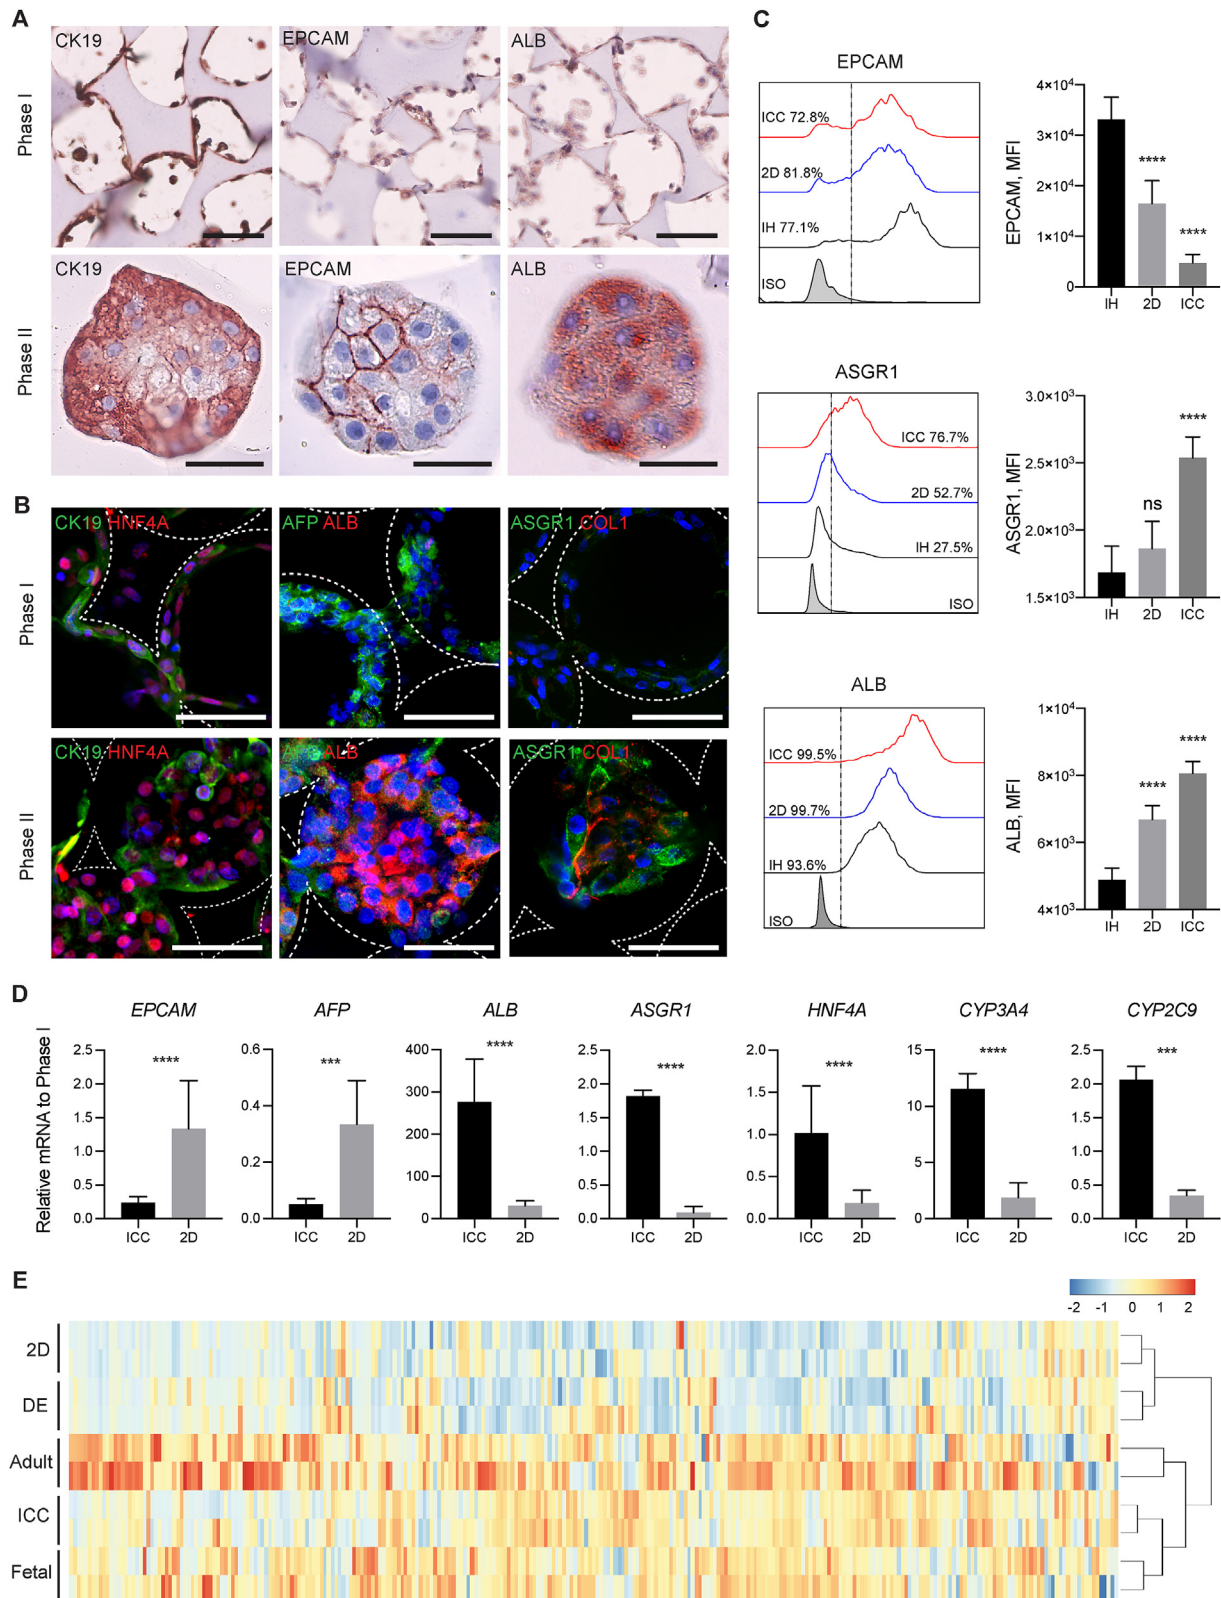 A
Phase I
CK19
EPCAM
ALB
Phase II
CK19
EPCAM
ALB
B
Phase I
CK19 HNF4A
AFP ALB
ASGR1 COL1
Phase II
CK19 HNF4A
AFP ALB
ASGR1 COL1
C
EPCAM
ICC 72.8%
2D 81.8%
IH 77.1%
ISO
EPCAM, MFI
4×10⁴
3×10⁴
2×10⁴
1×10⁴
0
****
****
IH 2D ICC
ASGR1
ICC 76.7%
2D 52.7%
IH 27.5%
ISO
ASGR1, MFI
3.0×10³
2.5×10³
2.0×10³
1.5×10³
ns
****
IH 2D ICC
ALB
ICC 99.5%
2D 99.7%
IH 93.6%
ISO
ALB, MFI
1×10⁴
8×10³
6×10³
4×10³
****
****
IH 2D ICC
D
Relative mRNA to Phase I
EPCAM
2.5
2.0
1.5
1.0
0.5
0.0
****
ICC 2D
AFP
0.6
0.4
0.2
0.0
***
ICC 2D
ALB
400
300
200
100
0
****
ICC 2D
ASGR1
2.5
2.0
1.5
1.0
0.5
0.0
****
ICC 2D
HNF4A
2.0
1.5
1.0
0.5
0.0
****
ICC 2D
CYP3A4
15
10
5
0
****
ICC 2D
CYP2C9
2.5
2.0
1.5
1.0
0.5
0.0
***
ICC 2D
E
-2 -1 0 1 2
2D
DE
Adult
ICC
Fetal